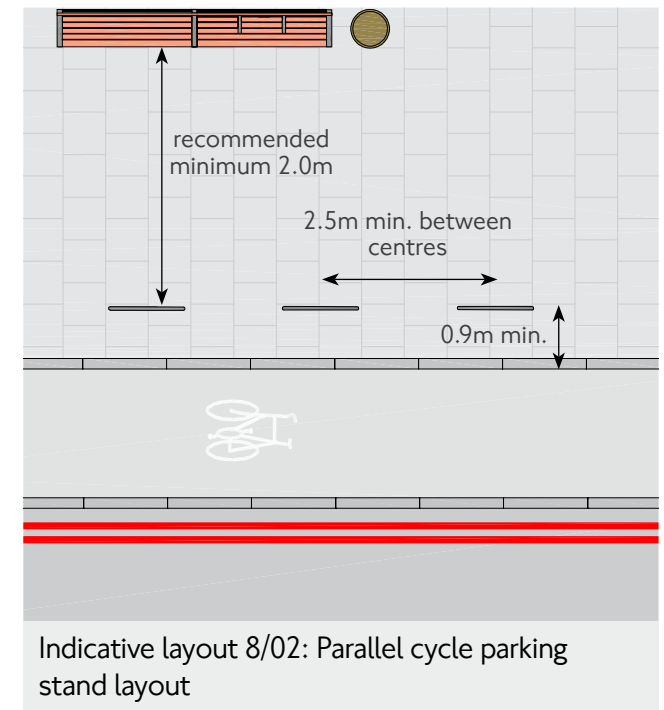 recommended
minimum 2.0m
2.5m min. between
centres
0.9m min.
Indicative layout 8/02: Parallel cycle parking
stand layout